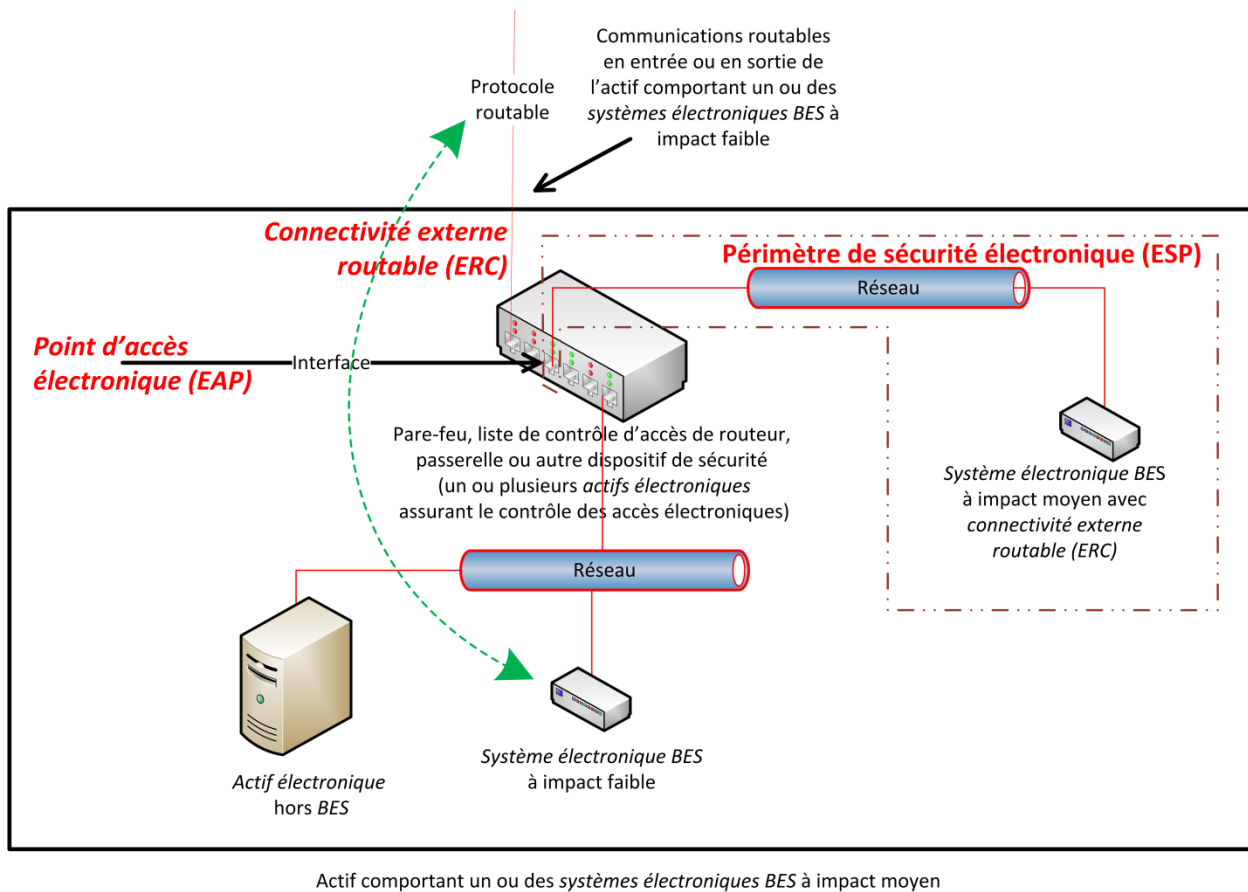 Communications routables
en entrée ou en sortie de
l'actif comportant un ou des
systèmes électroniques BES à
impact faible
Protocole
routable
Connectivité externe
routable (ERC)
Périmètre de sécurité électronique (ESP)
Réseau
Point d'accès
électronique (EAP)
Interface
Pare-feu, liste de contrôle d'accès de routeur,
passerelle ou autre dispositif de sécurité
(un ou plusieurs actifs électroniques
assurant le contrôle des accès électroniques)
Système électronique BES
à impact moyen avec
connectivité externe
routable (ERC)
Réseau
Système électronique BES
à impact faible
Actif électronique
hors BES
Actif comportant un ou des systèmes électroniques BES à impact moyen